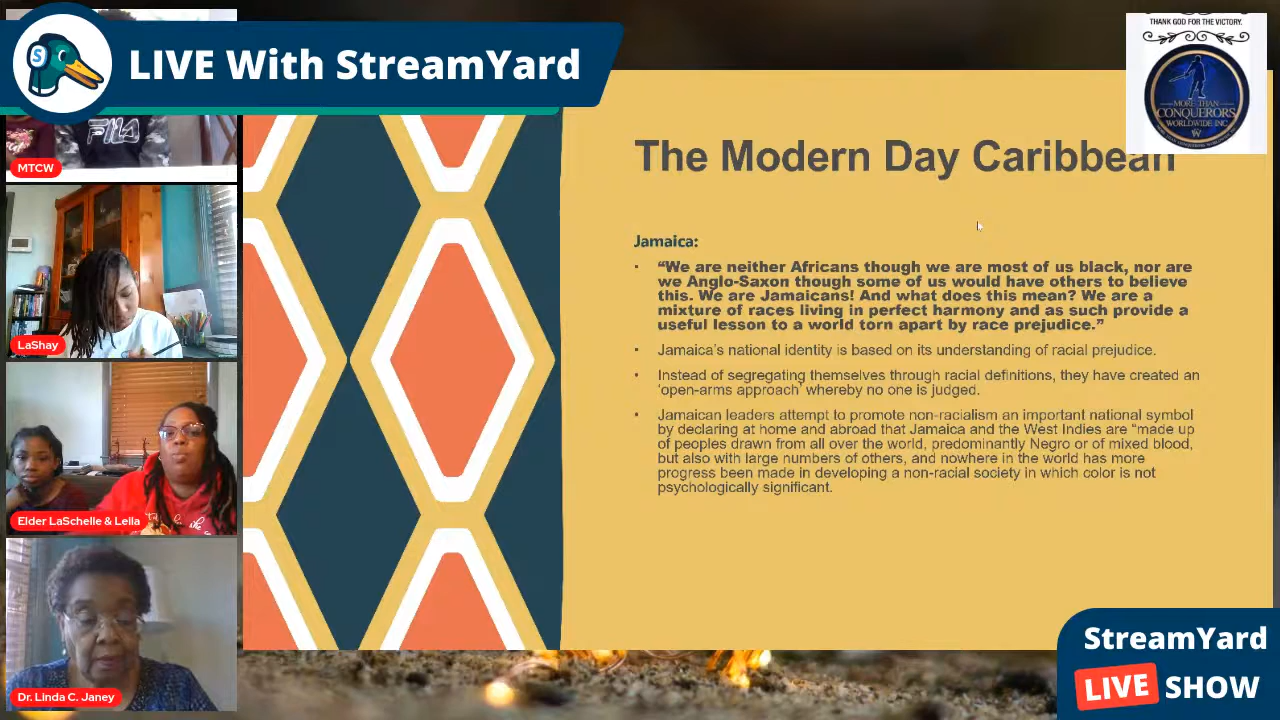 S
LIVE With StreamYard
THANK GOD FOR THE VICTORY.
MORE THAN
CONQUERORS
WORLDWIDE INC
FILA
MTCW
LaShay
Elder LaSchelle & Leila
Dr. Linda C. Janey
The Modern Day Caribbean
Jamaica:
• “We are neither Africans though we are most of us black, nor are
we Anglo-Saxon though some of us would have others to believe
this. We are Jamaicans! And what does this mean? We are a
mixture of races living in perfect harmony and as such provide a
useful lesson to a world torn apart by race prejudice.”
• Jamaica’s national identity is based on its understanding of racial prejudice.
• Instead of segregating themselves through racial definitions, they have created an
‘open-arms approach’ whereby no one is judged.
• Jamaican leaders attempt to promote non-racialism an important national symbol
by declaring at home and abroad that Jamaica and the West Indies are “made up
of peoples drawn from all over the world, predominantly Negro or of mixed blood,
but also with large numbers of others, and nowhere in the world has more
progress been made in developing a non-racial society in which color is not
psychologically significant.
StreamYard
LIVE SHOW